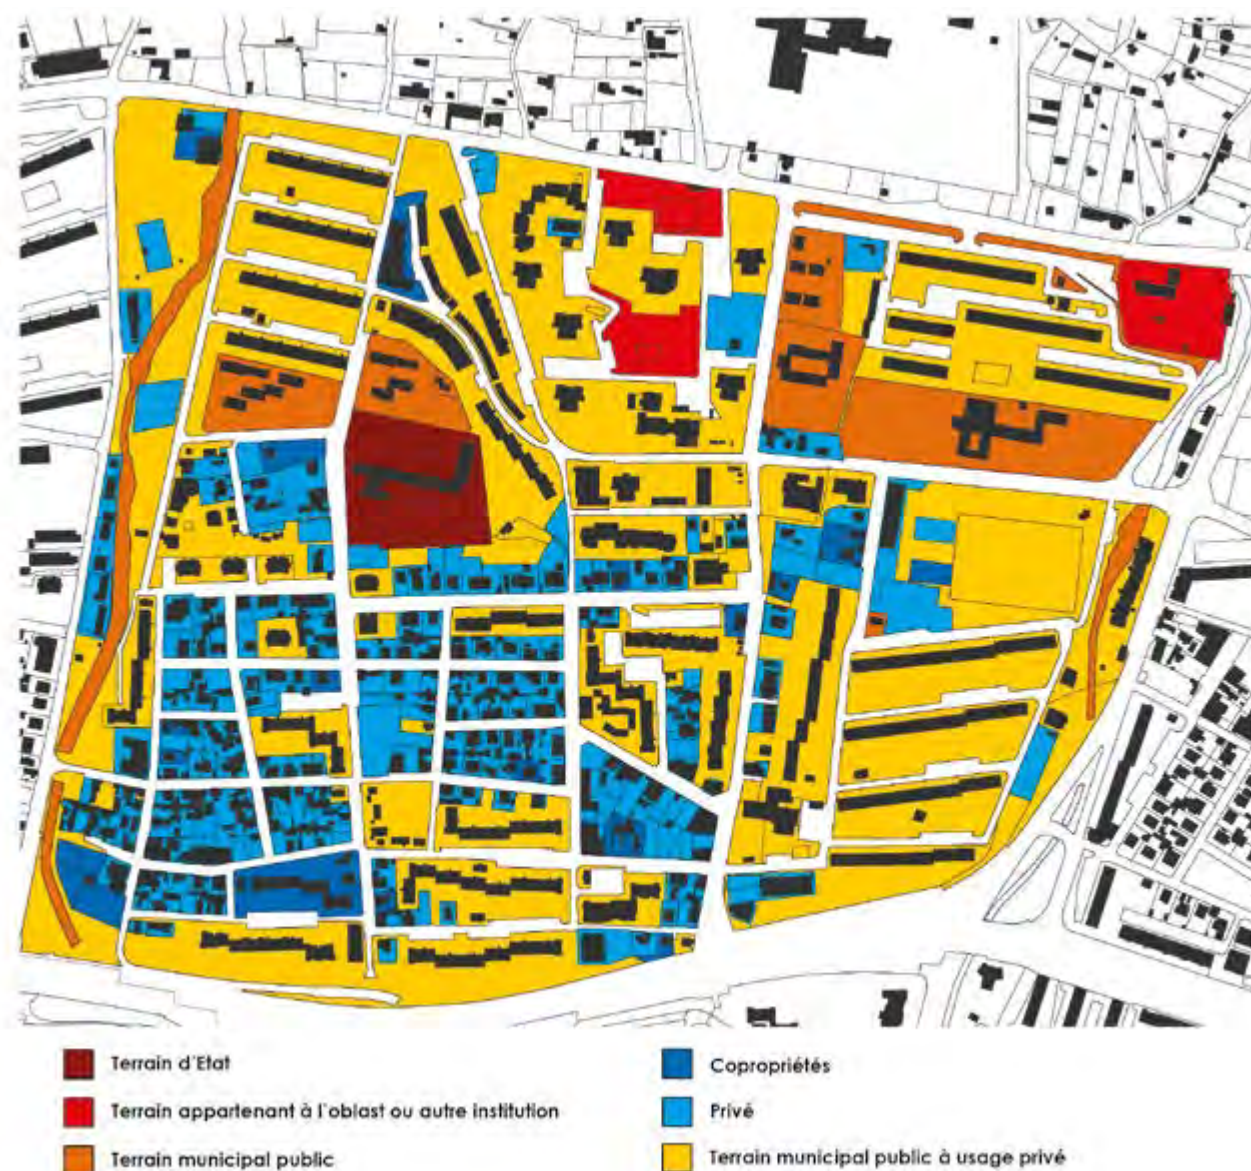 Terrain d'Etat
Terrain appartenant à l'oblast ou autre institution
Terrain municipal public
Copropriétés
Privé
Terrain municipal public à usage privé